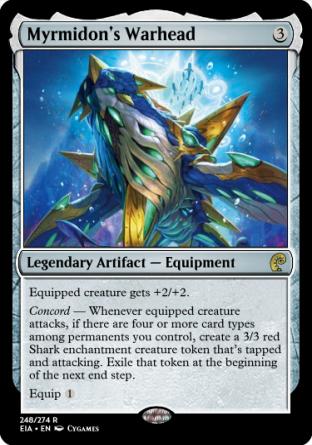 Myrmidon's Warhead 3
Legendary Artifact — Equipment
Equipped creature gets +2/+2.
Concord — Whenever equipped creature
attacks, if there are four or more card types
among permanents you control, create a 3/3 red
Shark enchantment creature token that's tapped
and attacking. Exile that token at the beginning
of the next end step.
Equip 1
248/274 R
EIA • EN Cygames